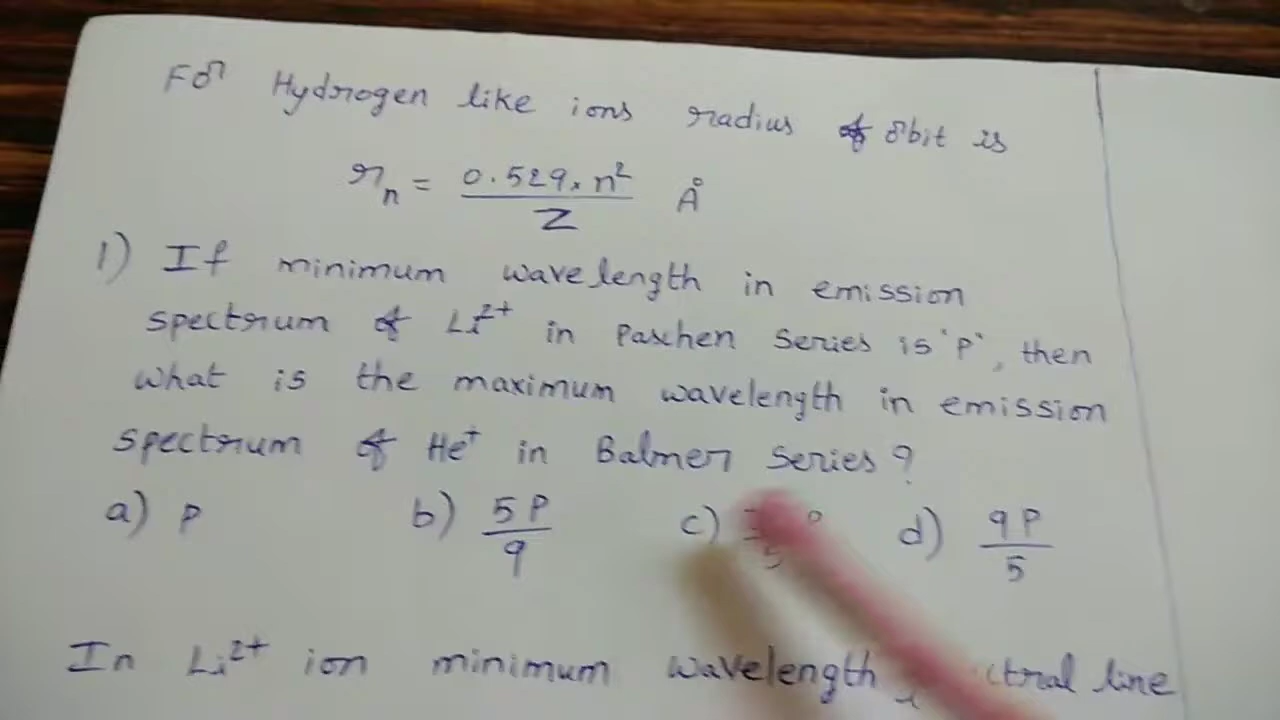 For Hydrogen like ions radius of orbit is
rn = 0.529 × n² / Z Å
1) If minimum wavelength in emission
spectrum of Li²⁺ in Paschen series is 'P', then
what is the maximum wavelength in emission
spectrum of He⁺ in Balmer series?
a) P b) 5P/9 c) d) 9P/5
In Li²⁺ ion minimum wavelength line